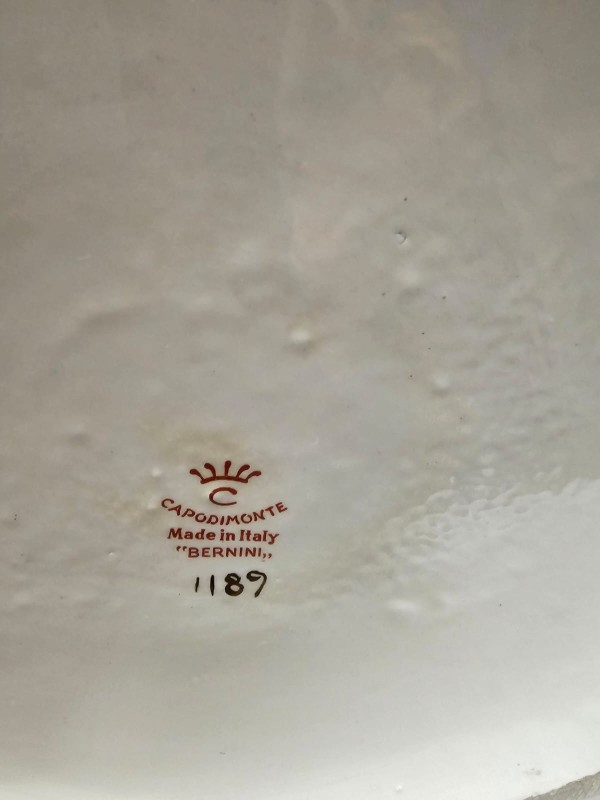 C
CAPODIMONTE
Made in Italy
"BERNINI„
1189